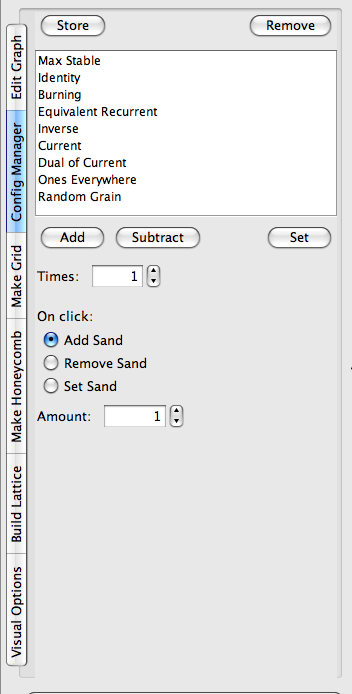 Store Remove
Max Stable
Identity
Burning
Equivalent Recurrent
Inverse
Current
Dual of Current
Ones Everywhere
Random Grain
Add Subtract Set
Times: 1
On click:
Add Sand
Remove Sand
Set Sand
Amount: 1
Edit Graph
Config Manager
Make Grid
Make Honeycomb
Build Lattice
Visual Options